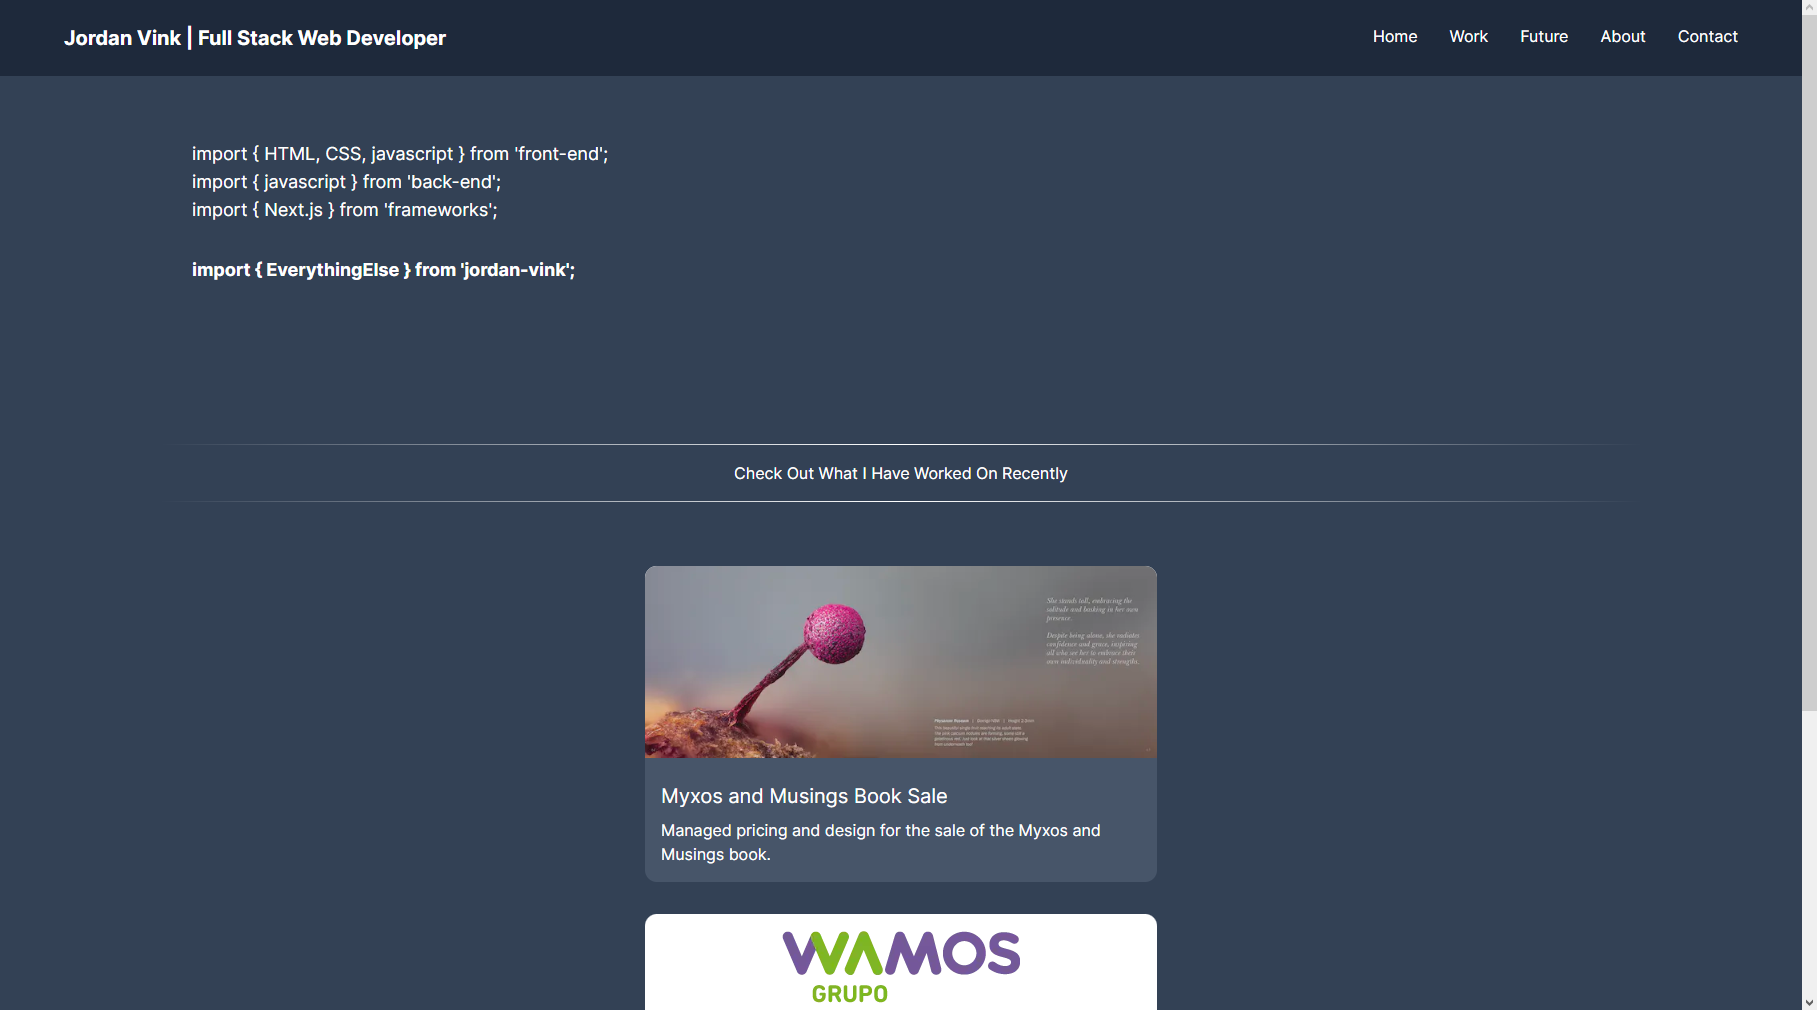 Jordan Vink | Full Stack Web Developer
Home Work Future About Contact
import { HTML, CSS, javascript } from 'front-end';
import { javascript } from 'back-end';
import { Next.js } from 'frameworks';
import { EverythingElse } from 'jordan-vink';
Check Out What I Have Worked On Recently
She stands tall, embracing the
solitude and basking in her own
presence.
Despite being alone, she radiates
confidence and grace, inspiring
all who see her to embrace their
own individuality and strengths.
Myxos and Musings Book Sale
Managed pricing and design for the sale of the Myxos and
Musings book.
WAMOS
GRUPO